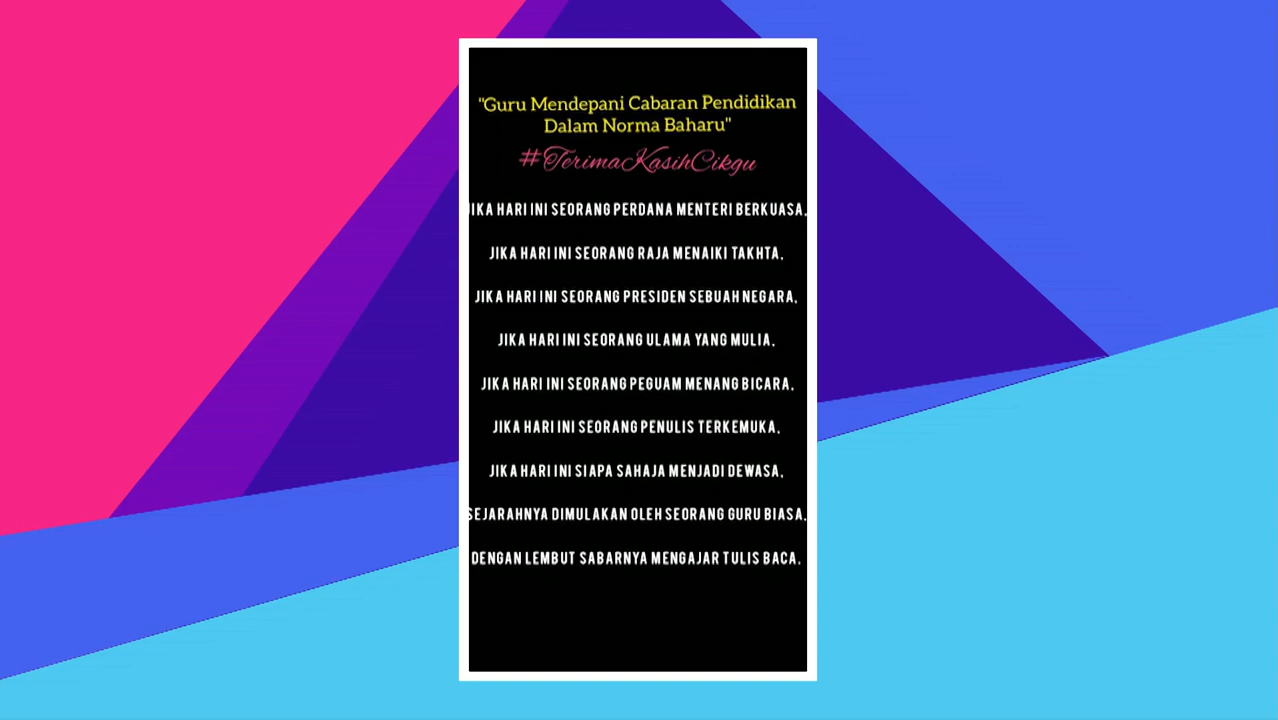 "Guru Mendepani Cabaran Pendidikan
Dalam Norma Baharu"
#TerimaKasihCikgu
JIKA HARI INI SEORANG PERDANA MENTERI BERKUASA,
JIKA HARI INI SEORANG RAJA MENAIKI TAKHTA,
JIKA HARI INI SEORANG PRESIDEN SEBUAH NEGARA,
JIKA HARI INI SEORANG ULAMA YANG MULIA,
JIKA HARI INI SEORANG PEGUAM MENANG BICARA,
JIKA HARI INI SEORANG PENULIS TERKEMUKA,
JIKA HARI INI SIAPA SAHAJA MENJADI DEWASA,
SEJARAHNYA DIMULAKAN OLEH SEORANG GURU BIASA,
DENGAN LEMBUT SABARNYA MENGAJAR TULIS BACA.